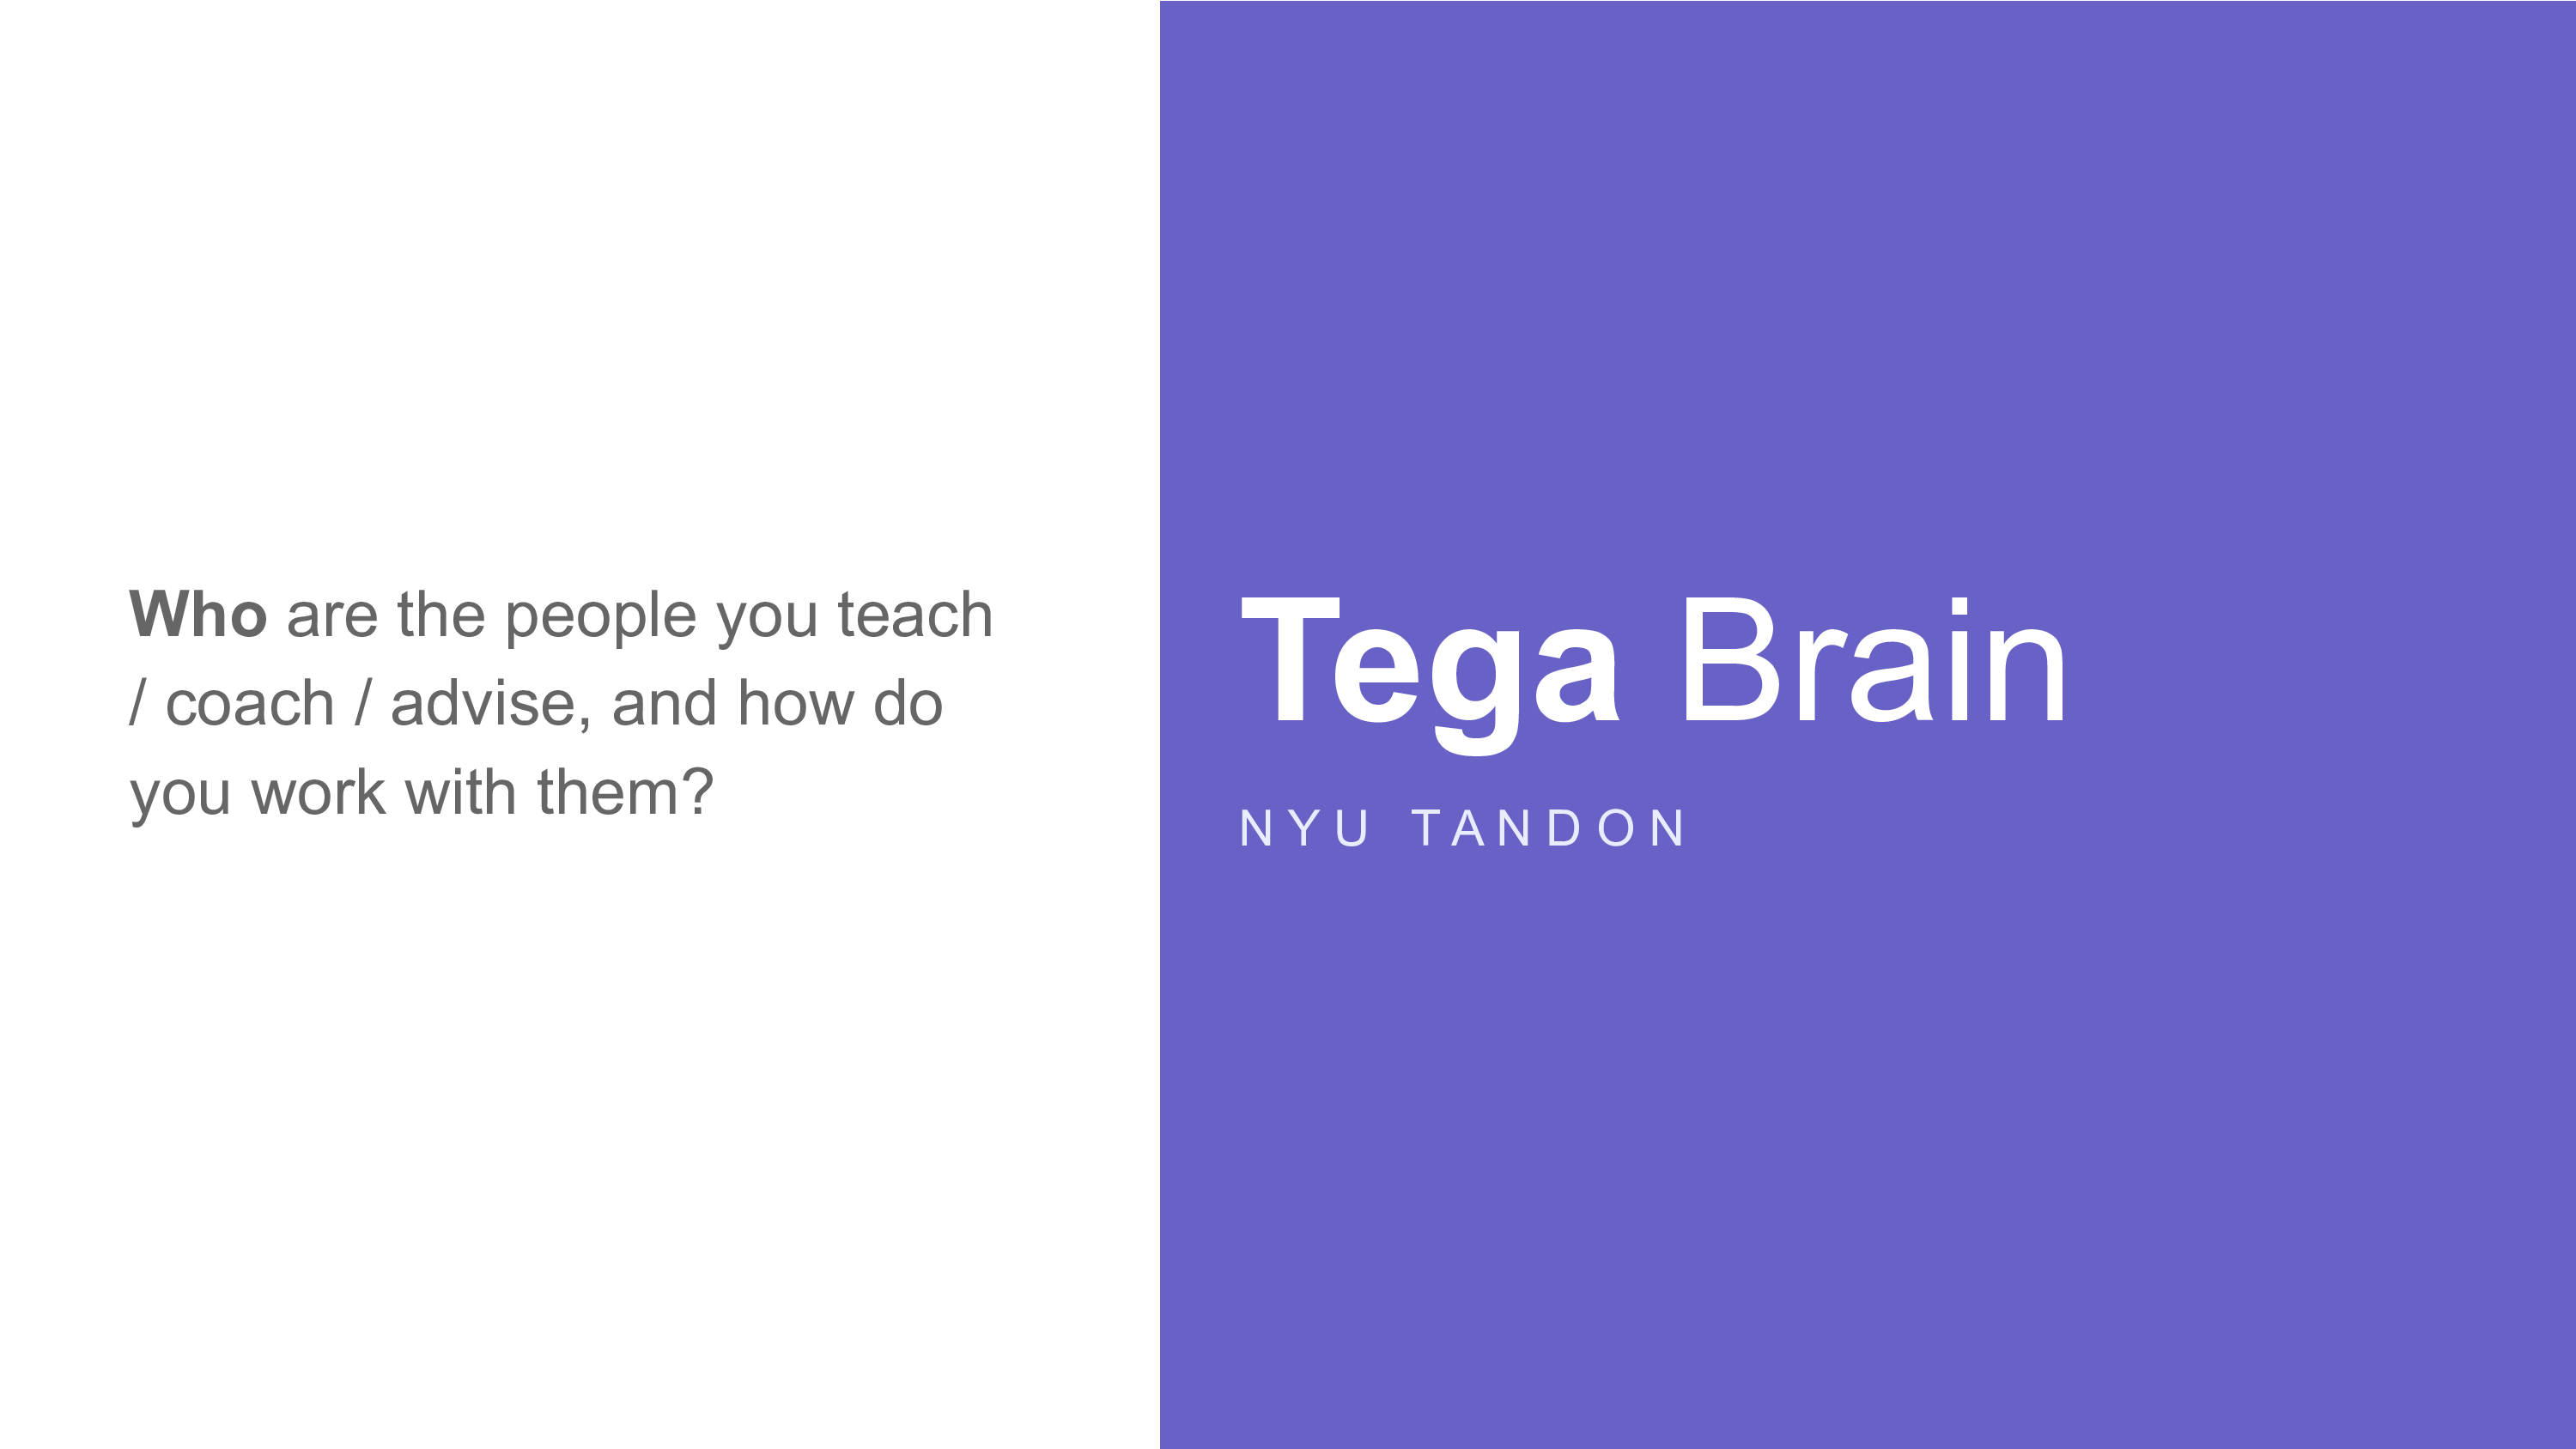 Who are the people you teach
/ coach / advise, and how do
you work with them?
Tega Brain
NYU TANDON